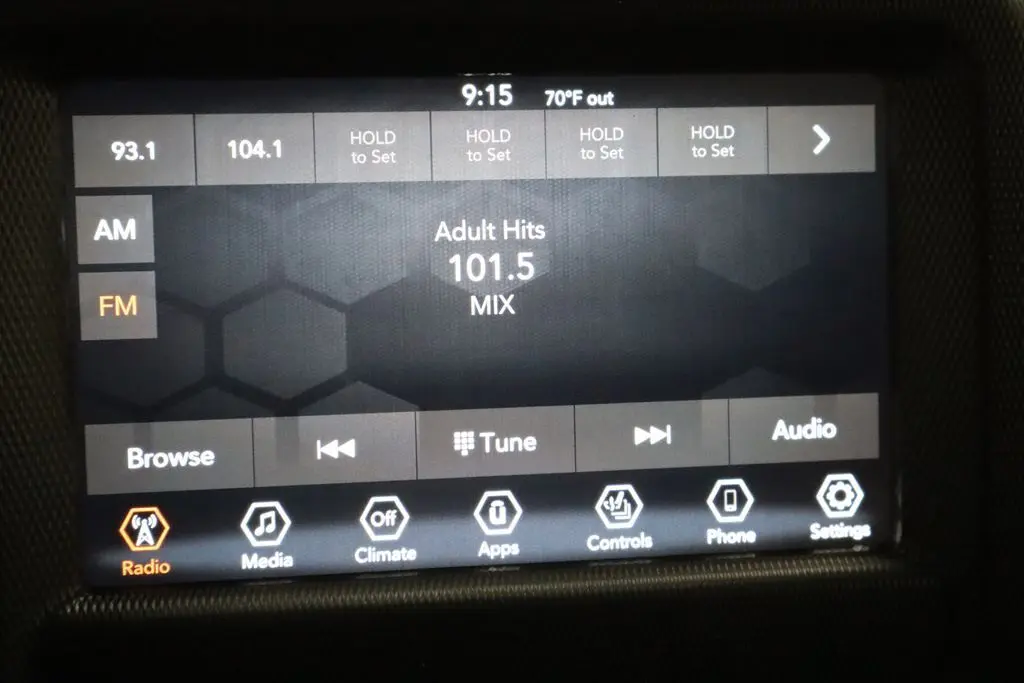 9:15 70°F out
93.1 104.1 HOLD to Set HOLD to Set HOLD to Set HOLD to Set
AM
Adult Hits
101.5
FM
MIX
Browse Tune Audio
Off
Radio Media Climate Apps Controls Phone Settings